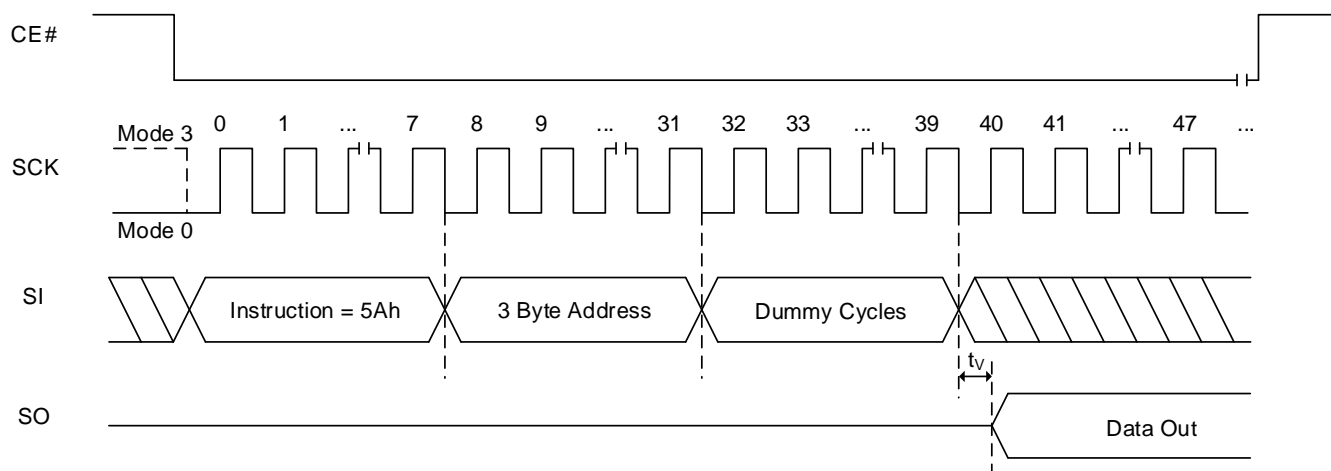 CE#
Mode 3
0 1 ... 7 8 9 ... 31 32 33 ... 39 40 41 ... 47 ...
SCK
Mode 0
SI
Instruction = 5Ah
3 Byte Address
Dummy Cycles
tV
SO
Data Out